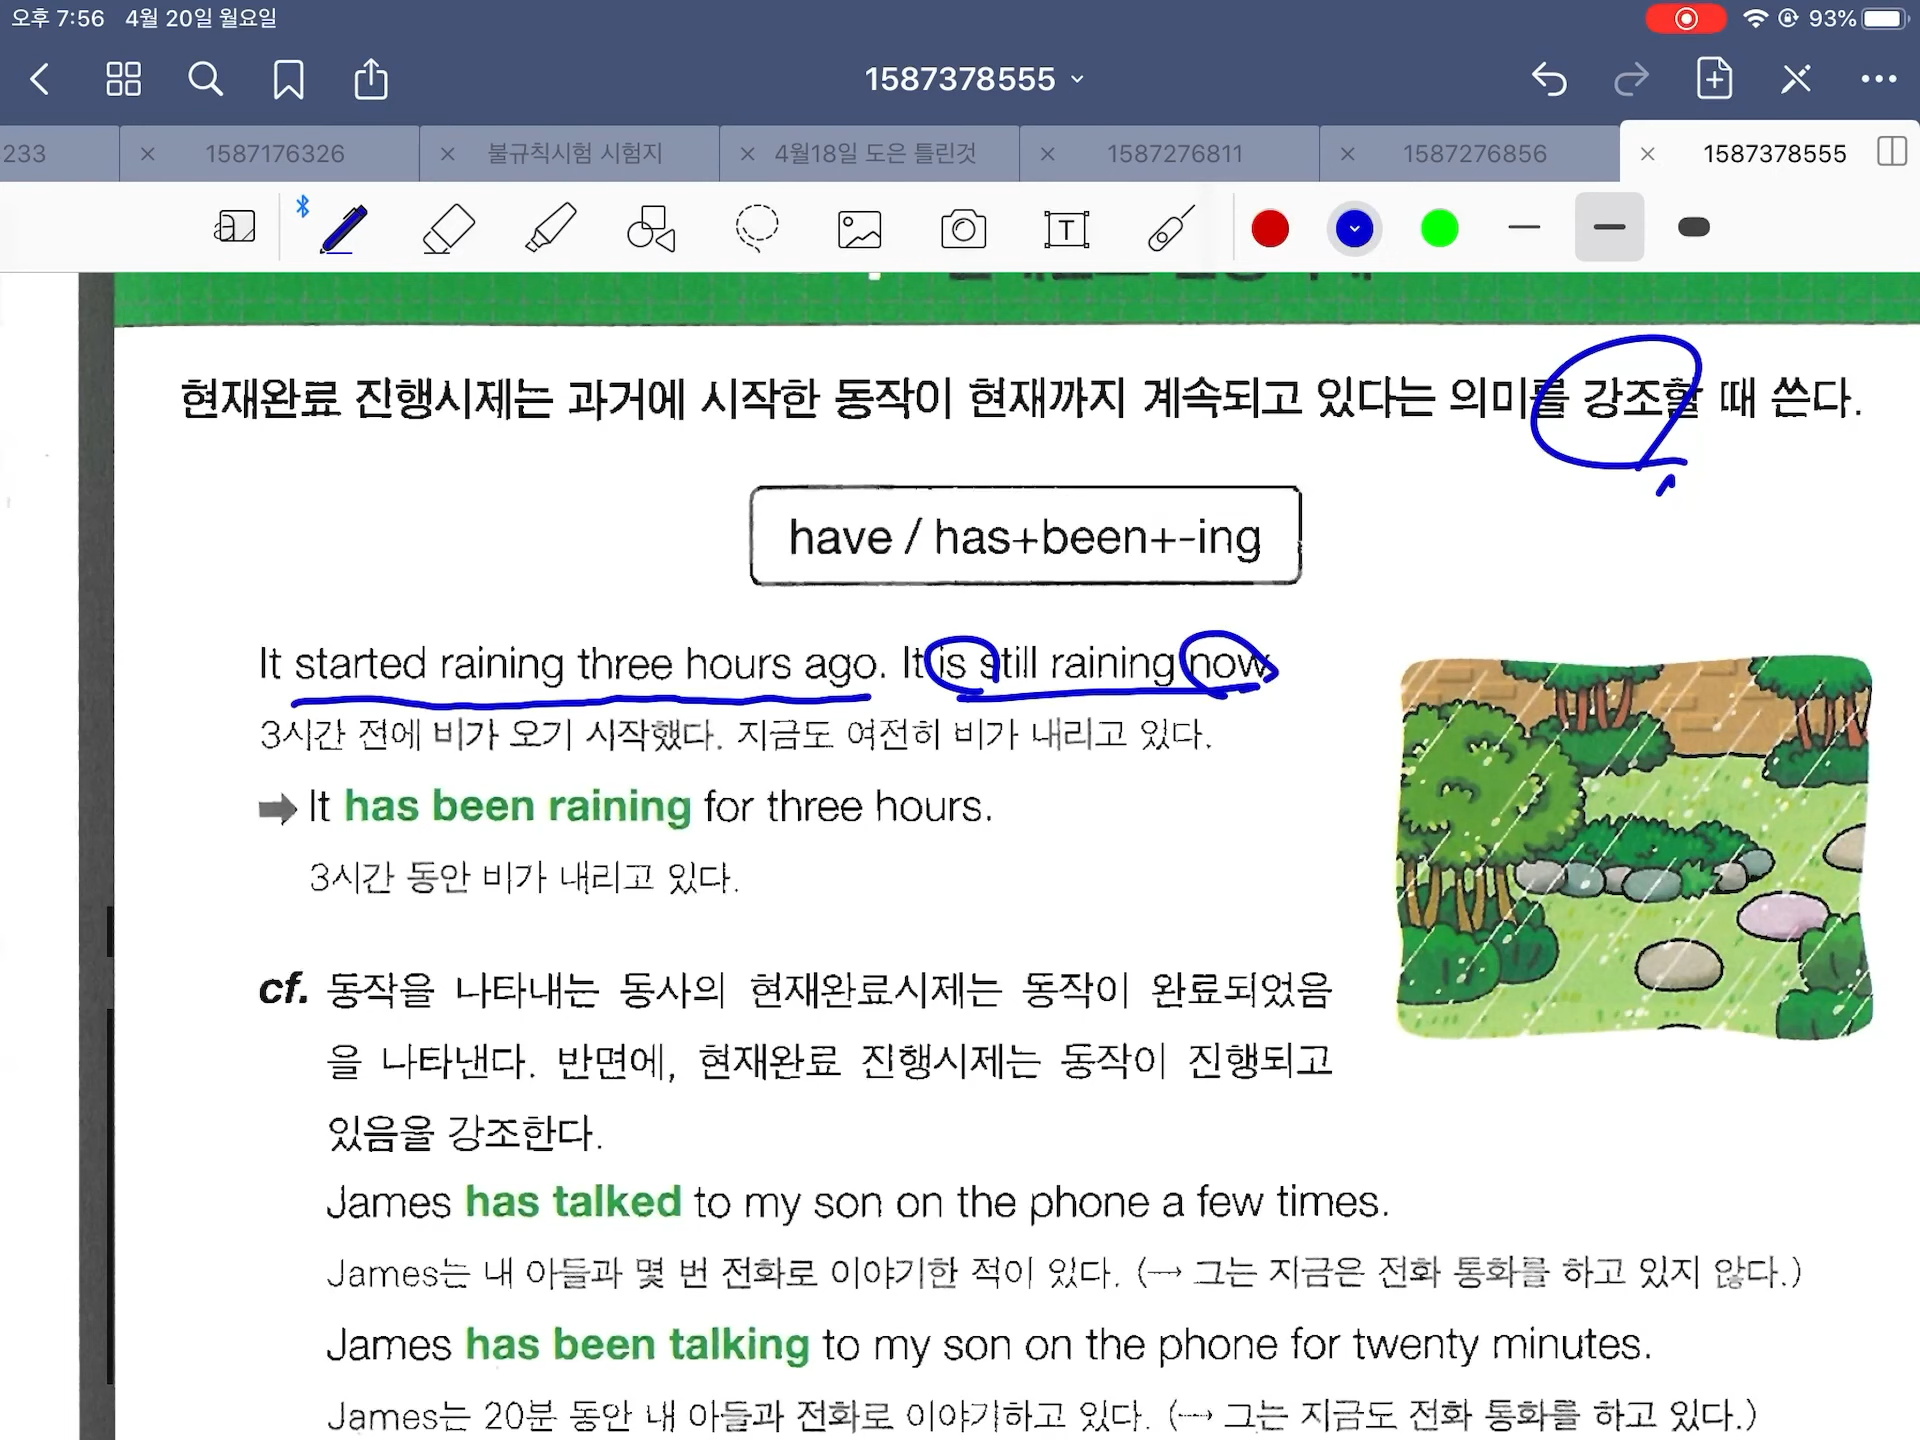 오후 7:56 4월 20일 월요일
93%
1587378555
233
1587176326
불규칙시험 시험지
4월18일 도은 틀린것
1587276811
1587276856
1587378555
현재완료 진행시제는 과거에 시작한 동작이 현재까지 계속되고 있다는 의미를 강조할 때 쓴다.
have / has+been+-ing
It started raining three hours ago. It is still raining now.
3시간 전에 비가 오기 시작했다. 지금도 여전히 비가 내리고 있다.
➡ It has been raining for three hours.
3시간 동안 비가 내리고 있다.
cf. 동작을 나타내는 동사의 현재완료시제는 동작이 완료되었음
을 나타낸다. 반면에, 현재완료 진행시제는 동작이 진행되고
있음을 강조한다.
James has talked to my son on the phone a few times.
James는 내 아들과 몇 번 전화로 이야기한 적이 있다. (→ 그는 지금은 전화 통화를 하고 있지 않다.)
James has been talking to my son on the phone for twenty minutes.
James는 20분 동안 내 아들과 전화로 이야기하고 있다. (→ 그는 지금도 전화 통화를 하고 있다.)